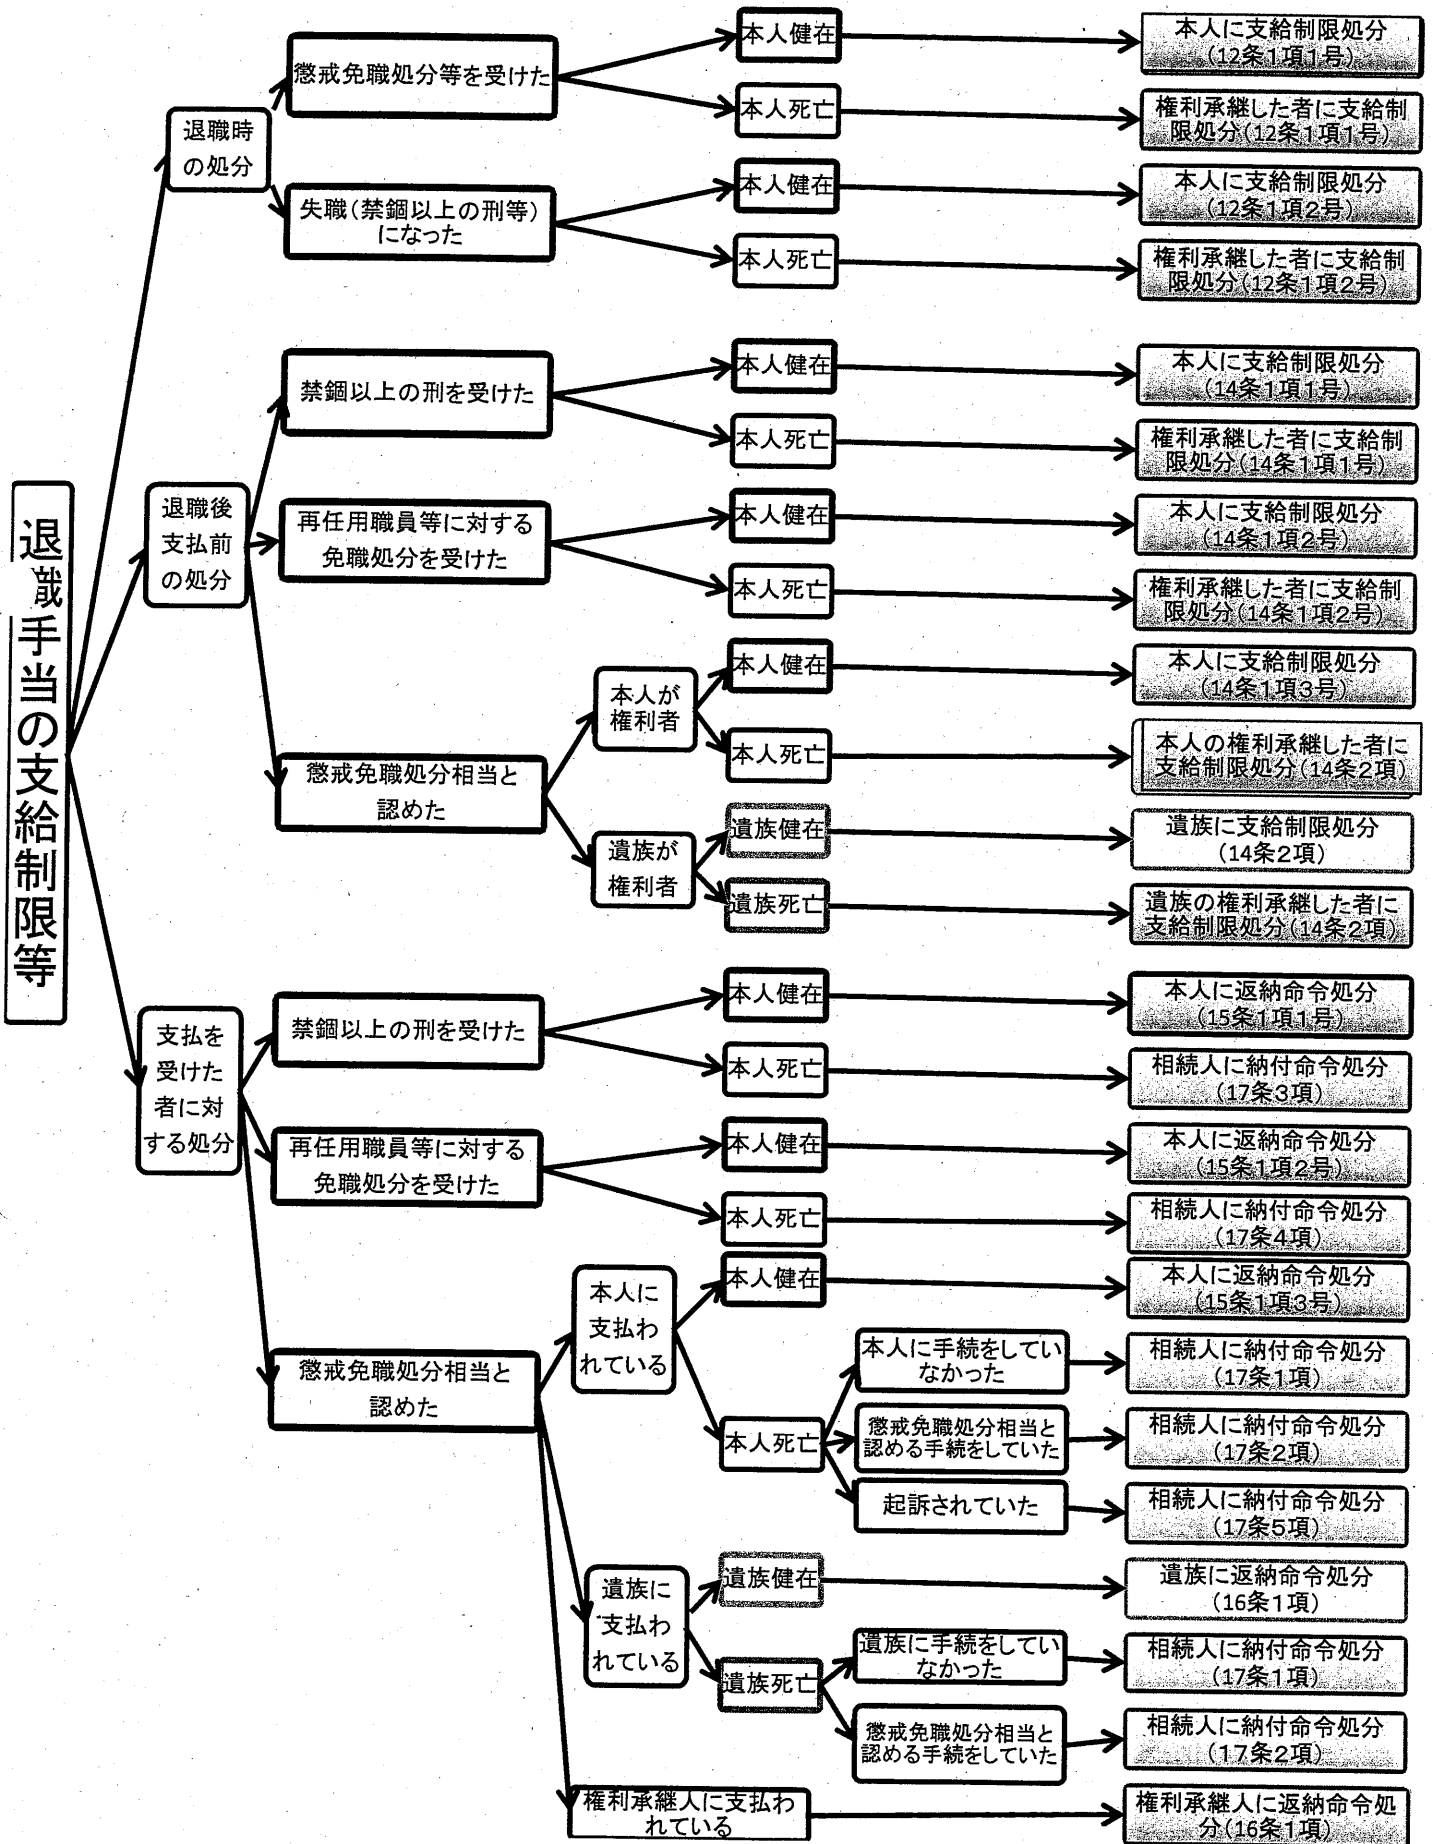 退職手当の支給制限等
退職時
の処分
懲戒免職処分等を受けた
本人健在
本人に支給制限処分
(12条1項1号)
本人死亡
権利承継した者に支給制
限処分(12条1項1号)
失職(禁錮以上の刑等)
になった
本人健在
本人に支給制限処分
(12条1項2号)
本人死亡
権利承継した者に支給制
限処分(12条1項2号)
退職後
支払前
の処分
禁錮以上の刑を受けた
本人健在
本人に支給制限処分
(14条1項1号)
本人死亡
権利承継した者に支給制
限処分(14条1項1号)
再任用職員等に対する
免職処分を受けた
本人健在
本人に支給制限処分
(14条1項2号)
本人死亡
権利承継した者に支給制
限処分(14条1項2号)
懲戒免職処分相当と
認めた
本人が
権利者
本人健在
本人に支給制限処分
(14条1項3号)
本人死亡
本人の権利承継した者に
支給制限処分(14条2項)
遺族が
権利者
遺族健在
遺族に支給制限処分
(14条2項)
遺族死亡
遺族の権利承継した者に
支給制限処分(14条2項)
支払を
受けた
者に対
する処分
禁錮以上の刑を受けた
本人健在
本人に返納命令処分
(15条1項1号)
本人死亡
相続人に納付命令処分
(17条3項)
再任用職員等に対する
免職処分を受けた
本人健在
本人に返納命令処分
(15条1項2号)
本人死亡
相続人に納付命令処分
(17条4項)
懲戒免職処分相当と
認めた
本人に
支払わ
れている
本人健在
本人に返納命令処分
(15条1項3号)
本人死亡
本人に手続をしてい
なかった
相続人に納付命令処分
(17条1項)
懲戒免職処分相当と
認める手続をしていた
相続人に納付命令処分
(17条2項)
起訴されていた
相続人に納付命令処分
(17条5項)
遺族に
支払わ
れている
遺族健在
遺族に返納命令処分
(16条1項)
遺族死亡
遺族に手続をしてい
なかった
相続人に納付命令処分
(17条1項)
懲戒免職処分相当と
認める手続をしていた
相続人に納付命令処分
(17条2項)
権利承継人に支払わ
れている
権利承継人に返納命令処
分(16条1項)